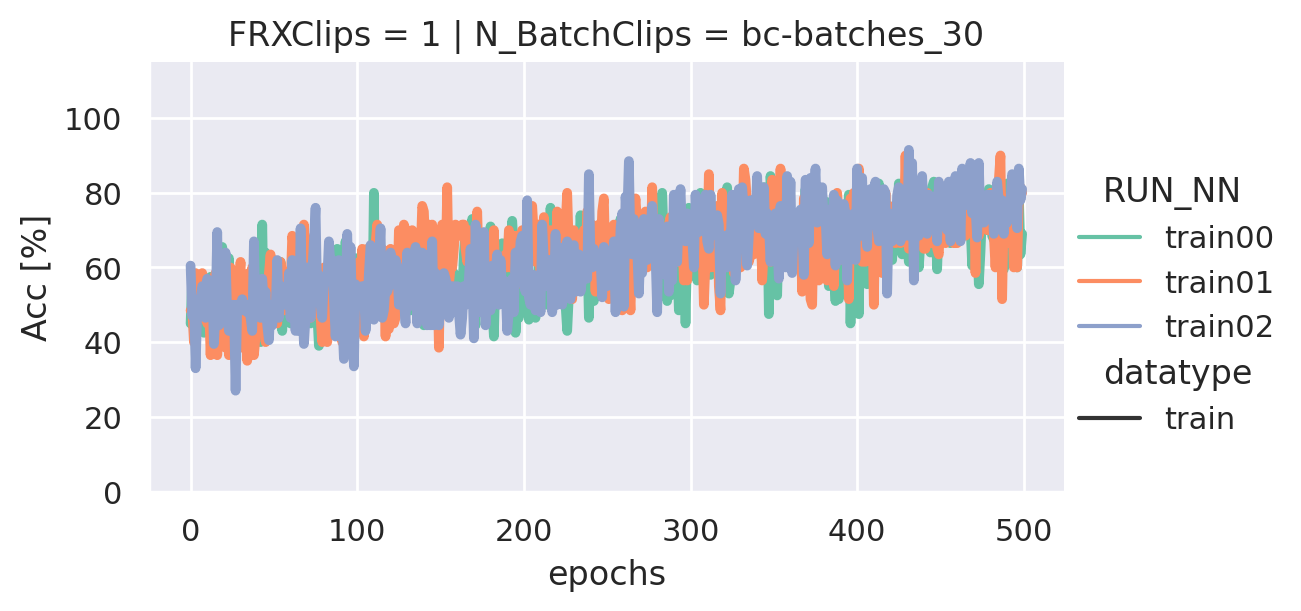 FRXClips = 1 | N_BatchClips = bc-batches_30
100
80
60
40
20
0
Acc [%]
0 100 200 300 400 500
epochs
RUN_NN
train00
train01
train02
datatype
train